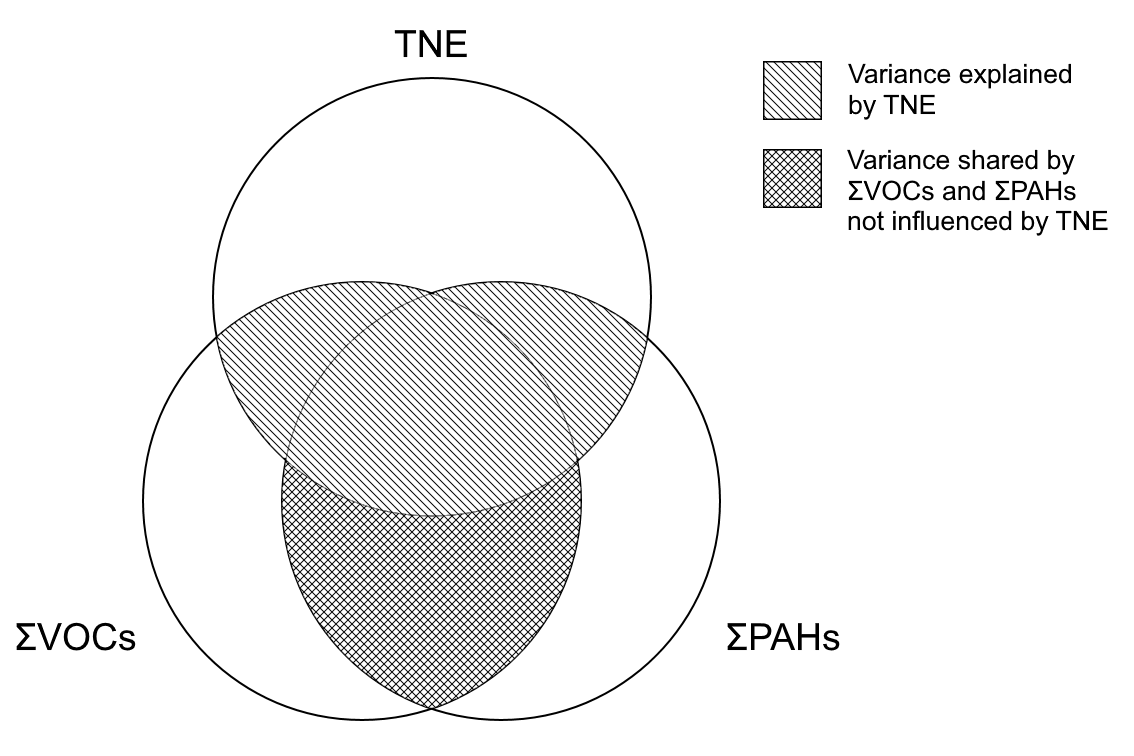 TNE
Variance explained
by TNE
Variance shared by
ΣVOCs and ΣPAHs
not influenced by TNE
ΣVOCs
ΣPAHs